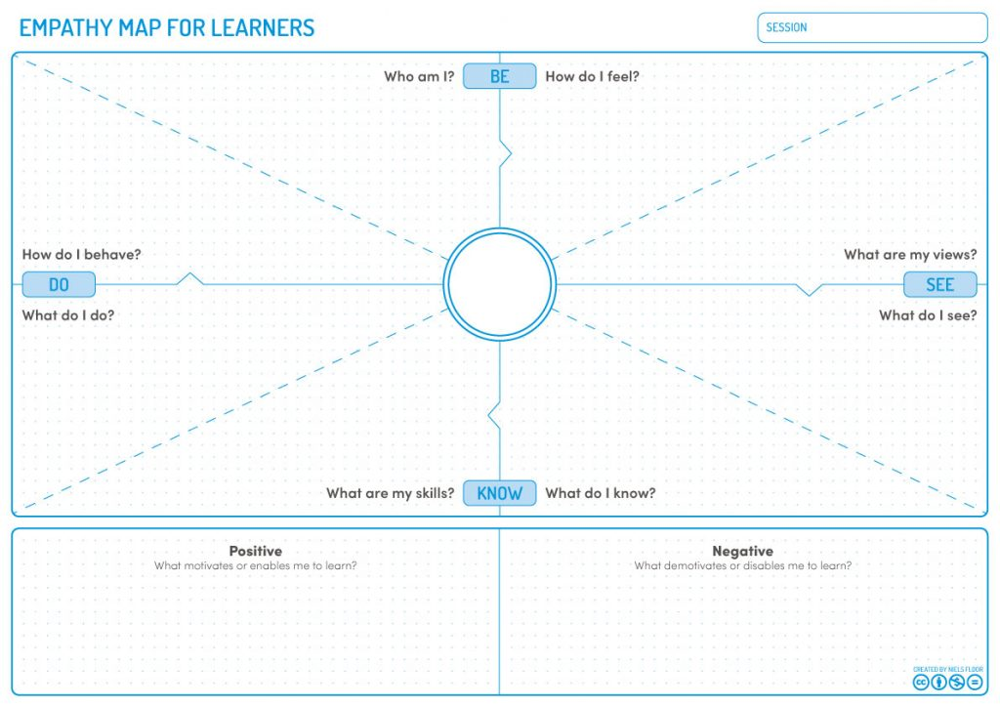 EMPATHY MAP FOR LEARNERS
SESSION
Who am I? BE How do I feel?
How do I behave?
DO
What do I do?
What are my views?
SEE
What do I see?
What are my skills? KNOW What do I know?
Positive
What motivates or enables me to learn?
Negative
What demotivates or disables me to learn?
CREATED BY NIELS FLOOR
cc